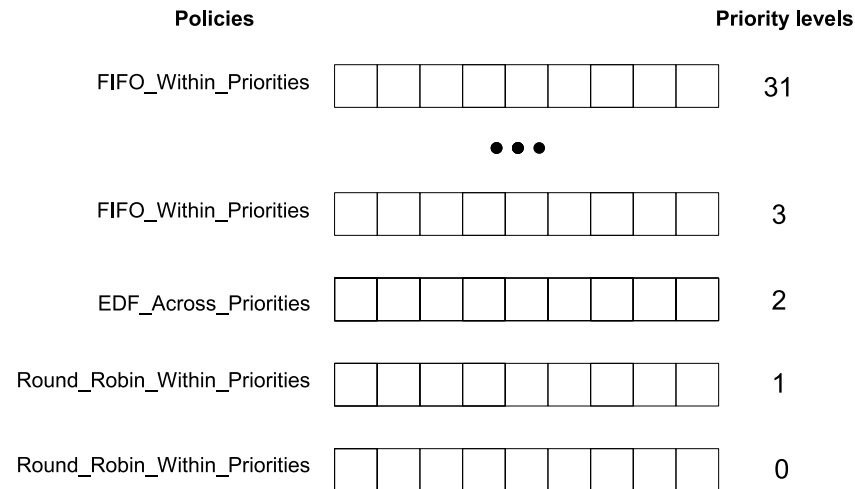 Policies Priority levels
FIFO_Within_Priorities 31
FIFO_Within_Priorities 3
EDF_Across_Priorities 2
Round_Robin_Within_Priorities 1
Round_Robin_Within_Priorities 0